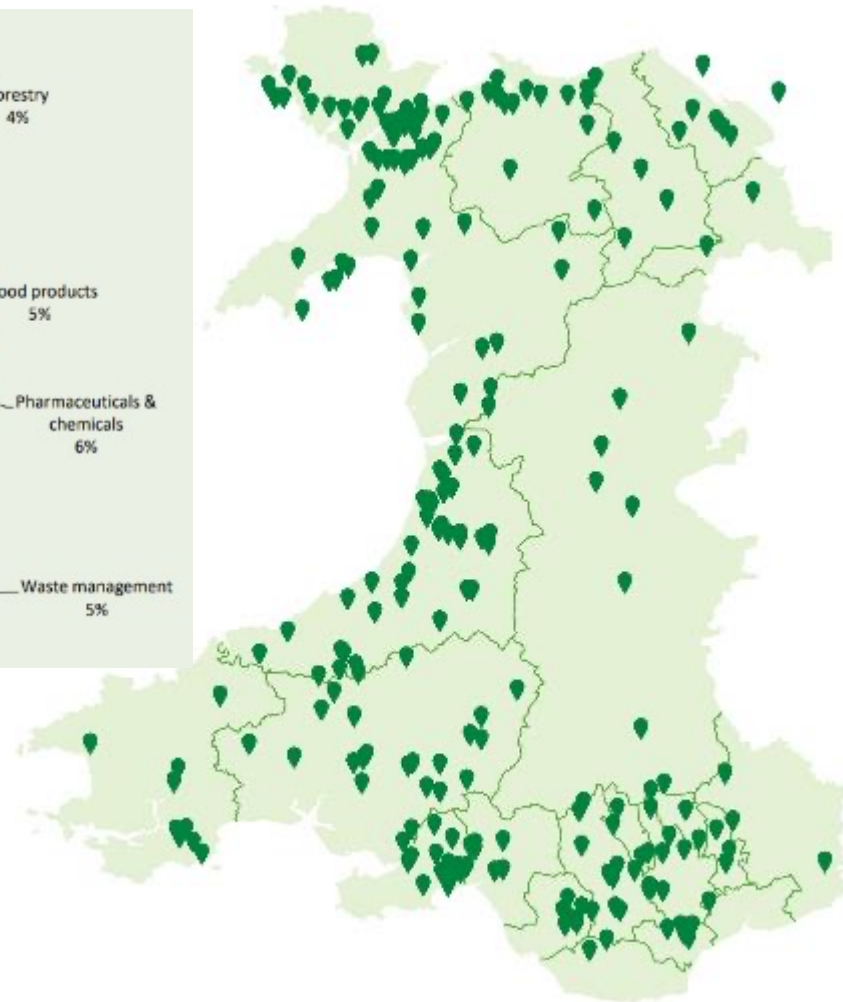 orestry
4%
ood products
5%
Pharmaceuticals &
chemicals
6%
Waste management
5%